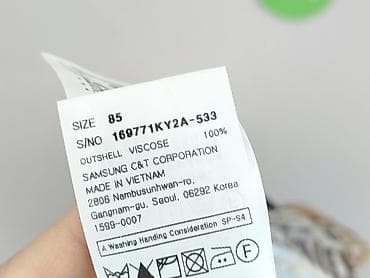 SIZE 85
S/NO 169771KY2A-533
OUTSHELL VISCOSE 100%
SAMSUNG C&T CORPORATION
MADE IN VIETNAM
2806 Nambusunhwan-ro,
Gangnam-gu, Seoul, 06292 Korea
1599-0007
A Washing Handing Consideration SP-S4
F